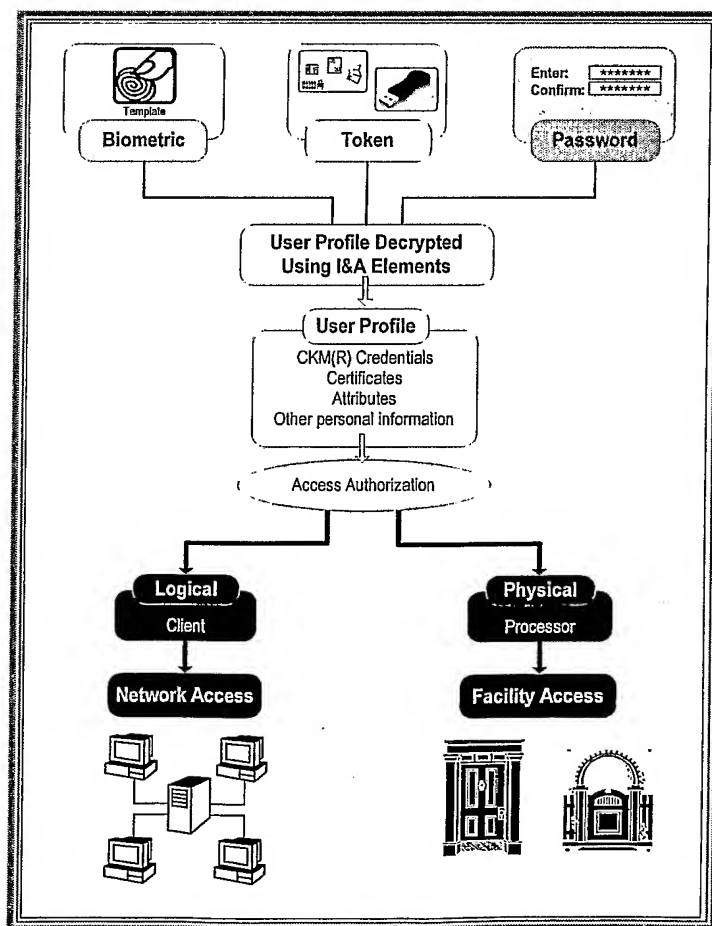 Template
Biometric
Token
Enter: *******
Confirm: *******
Password
User Profile Decrypted
Using I&A Elements
User Profile
CKM(R) Credentials
Certificates
Attributes
Other personal information
Access Authorization
Logical
Client
Network Access
Physical
Processor
Facility Access